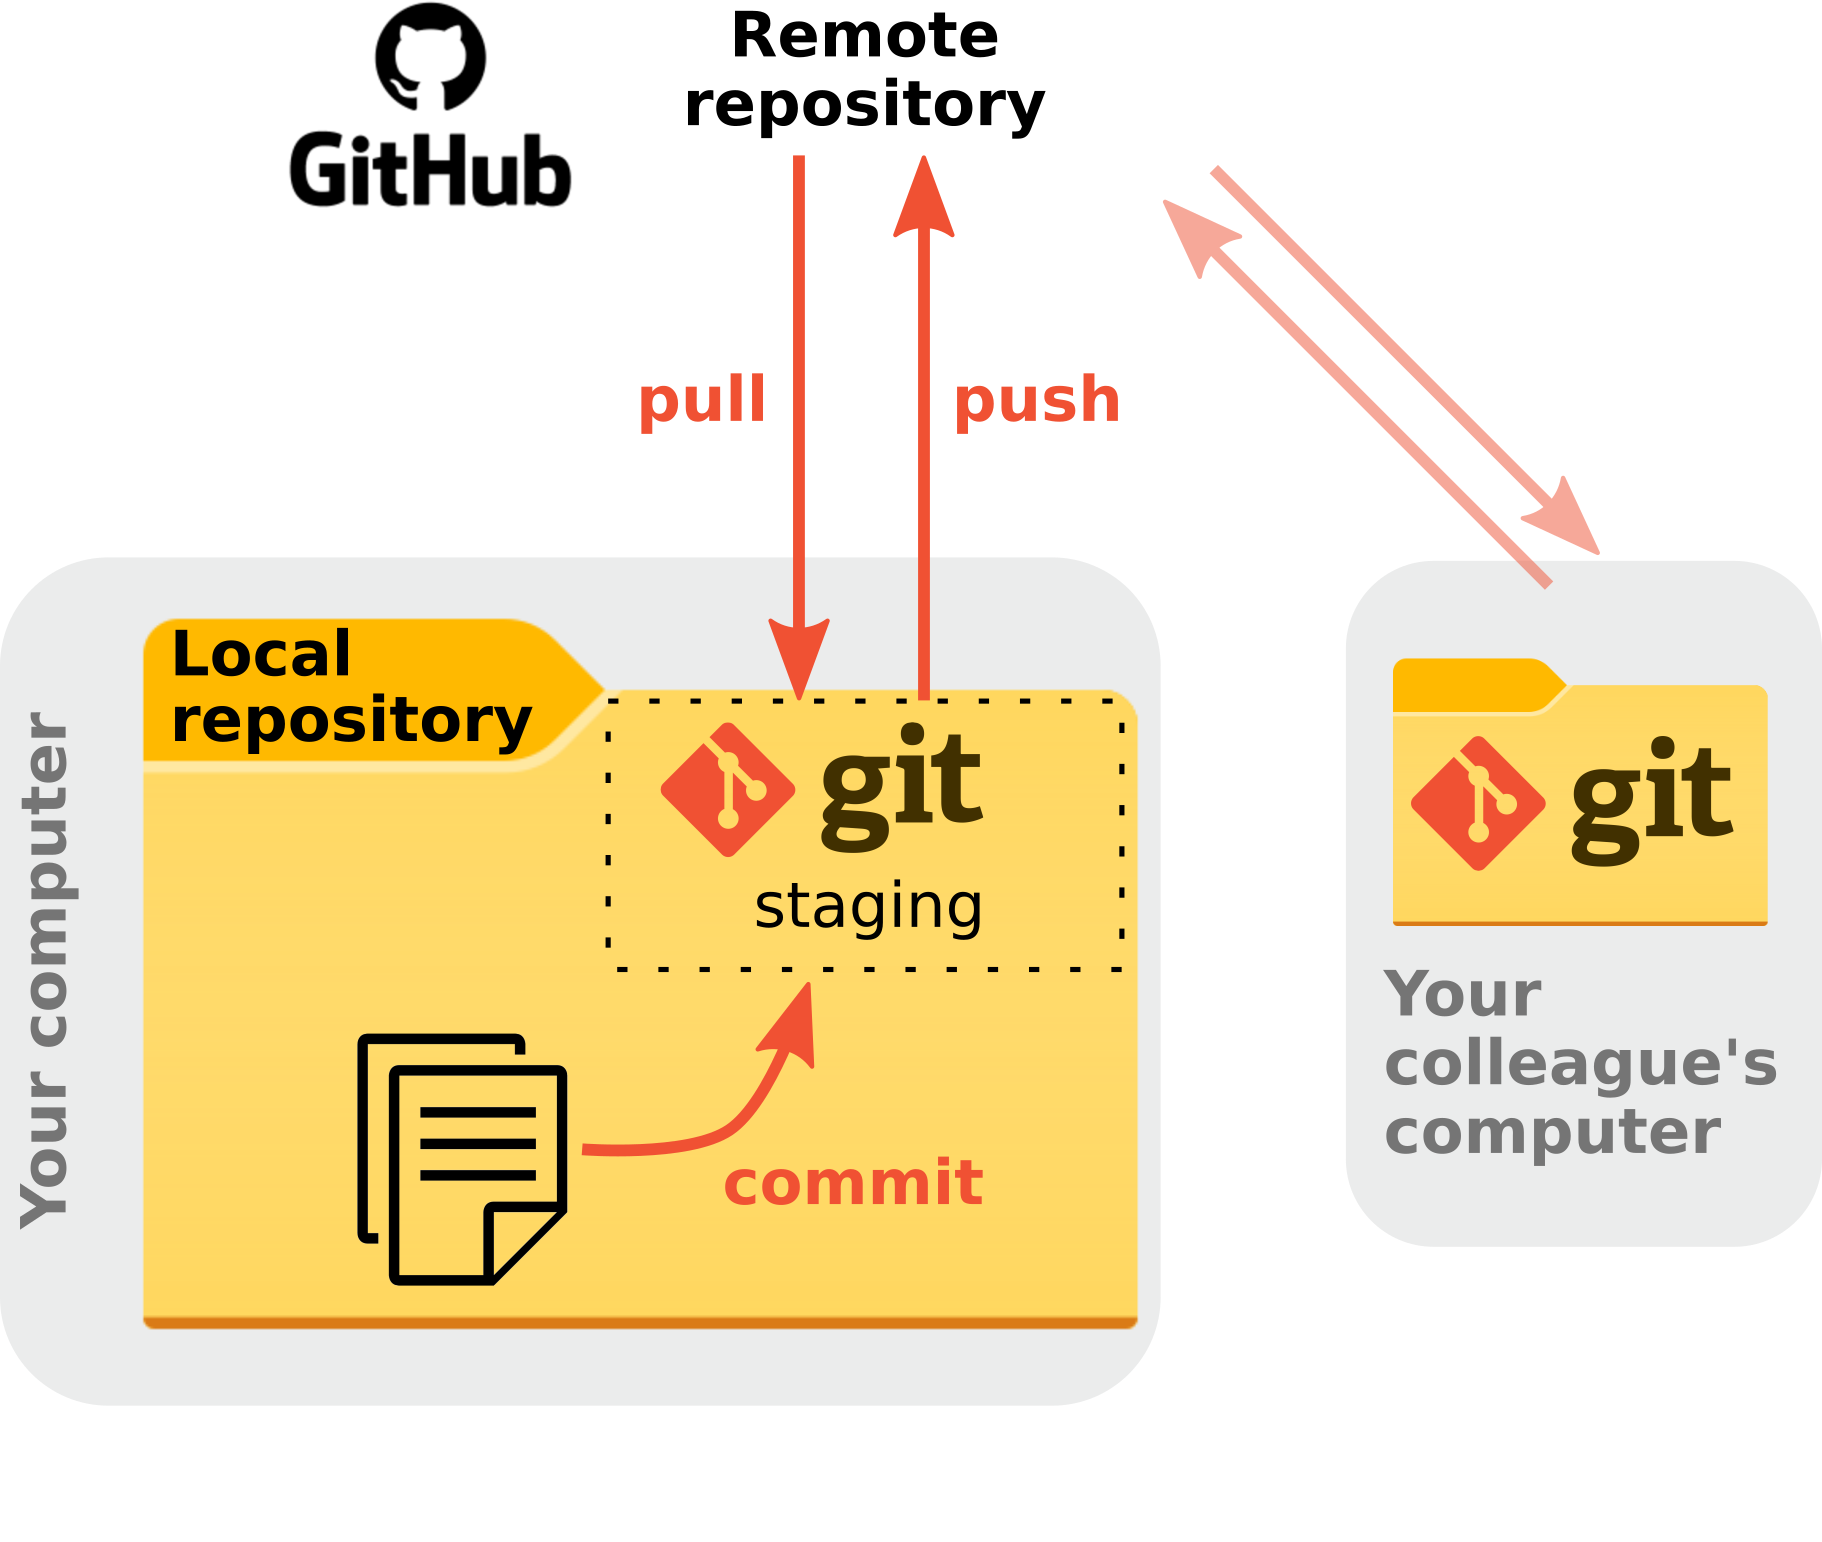 Remote
repository
GitHub
pull
push
Local
repository
git
staging
commit
Your computer
git
Your
colleague's
computer